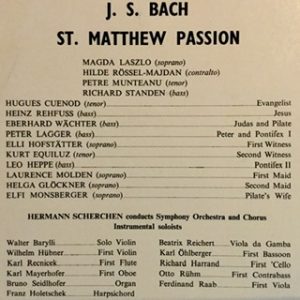 J. S. BACH
ST. MATTHEW PASSION
MAGDA LASZLO (soprano)
HILDE RÖSSEL-MAJDAN (contralto)
PETRE MUNTEANU (tenor)
RICHARD STANDEN (bass)
HUGUES CUENOD (tenor) Evangelist
HEINZ REHFUSS (bass) Jesus
EBERHARD WÄCHTER (bass) Judas and Pilate
PETER LAGGER (bass) Peter and Pontifex I
ELLI HOFSTÄTTER (soprano) First Witness
KURT EQUILUZ (tenor) Second Witness
LEO HEPPE (bass) Pontifex II
LAURENCE MOLDEN (soprano) First Maid
HELGA GLÖCKNER (soprano) Second Maid
ELFI MONSBERGER (soprano) Pilate's Wife
HERMANN SCHERCHEN conducts Symphony Orchestra and Chorus
Instrumental soloists
Walter Barylli Solo Violin Beatrix Reichert Viola da Gamba
Wilhelm Hübner First Violin Karl Öhlberger First Bassoon
Karl Recnicek First Flute Richard Harrand First 'Cello
Karl Mayerhofer First Oboe Otto Rühm First Contrabass
Bruno Seidlhofer Organ Ferdinand Raab First Viola
Franz Holetschek Harpsichord